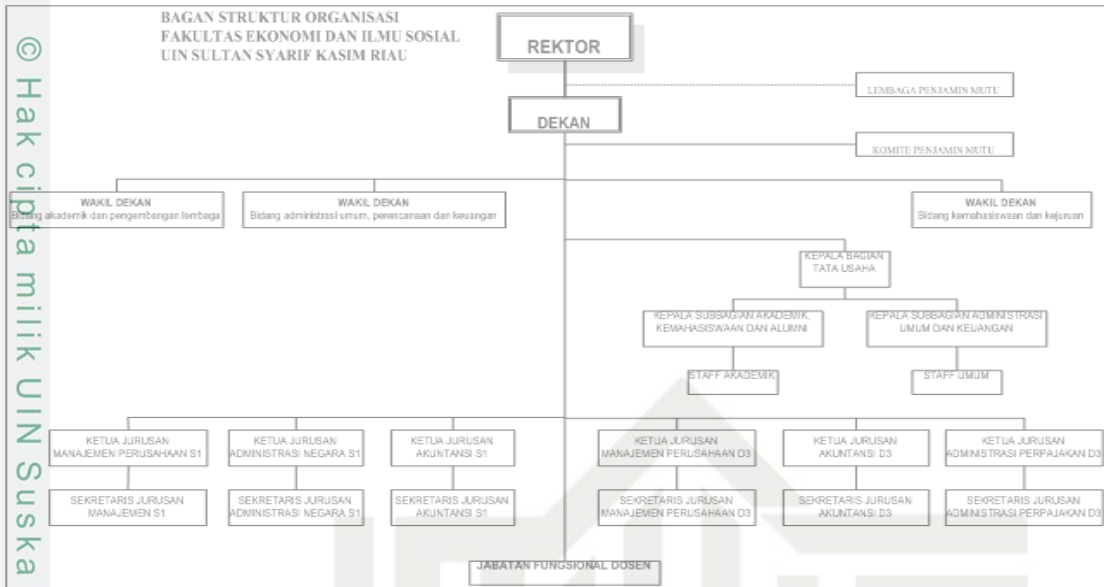 BAGAN STRUKTUR ORGANISASI
FAKULTAS EKONOMI DAN ILMU SOSIAL
UIN SULTAN SYARIF KASIM RIAU
REKTOR
LEMBAGA PENJAMIN MUTU
DEKAN
KOMITE PENJAMIN MUTU
WAKIL DEKAN
Bidang akademik dan pengembangan lembaga
WAKIL DEKAN
Bidang administrasi umum, perencanaan dan keuangan
WAKIL DEKAN
Bidang kemahasiswaan dan kejuruan
KEPALA BAGIAN
TATA USAHA
KEPALA SUBBAGIAN AKADEMIK,
KEMAHASISWAAN DAN ALUMNI
KEPALA SUBBAGIAN ADMINISTRASI
UMUM DAN KEUANGAN
STAFF AKADEMIK
STAFF UMUM
KETUA JURUSAN
MANAJEMEN PERUSAHAAN S1
KETUA JURUSAN
ADMINISTRASI NEGARA S1
KETUA JURUSAN
AKUNTANSI S1
KETUA JURUSAN
MANAJEMEN PERUSAHAAN D3
KETUA JURUSAN
AKUNTANSI D3
KETUA JURUSAN
ADMINISTRASI PERPAJAKAN D3
SEKRETARIS JURUSAN
MANAJEMEN S1
SEKRETARIS JURUSAN
ADMINISTRASI NEGARA S1
SEKRETARIS JURUSAN
AKUNTANSI S1
SEKRETARIS JURUSAN
MANAJEMEN PERUSAHAAN D3
SEKRETARIS JURUSAN
AKUNTANSI D3
SEKRETARIS JURUSAN
ADMINISTRASI PERPAJAKAN D3
JABATAN FUNGSIONAL DOSEN
© Hak cipta milik UIN Suska